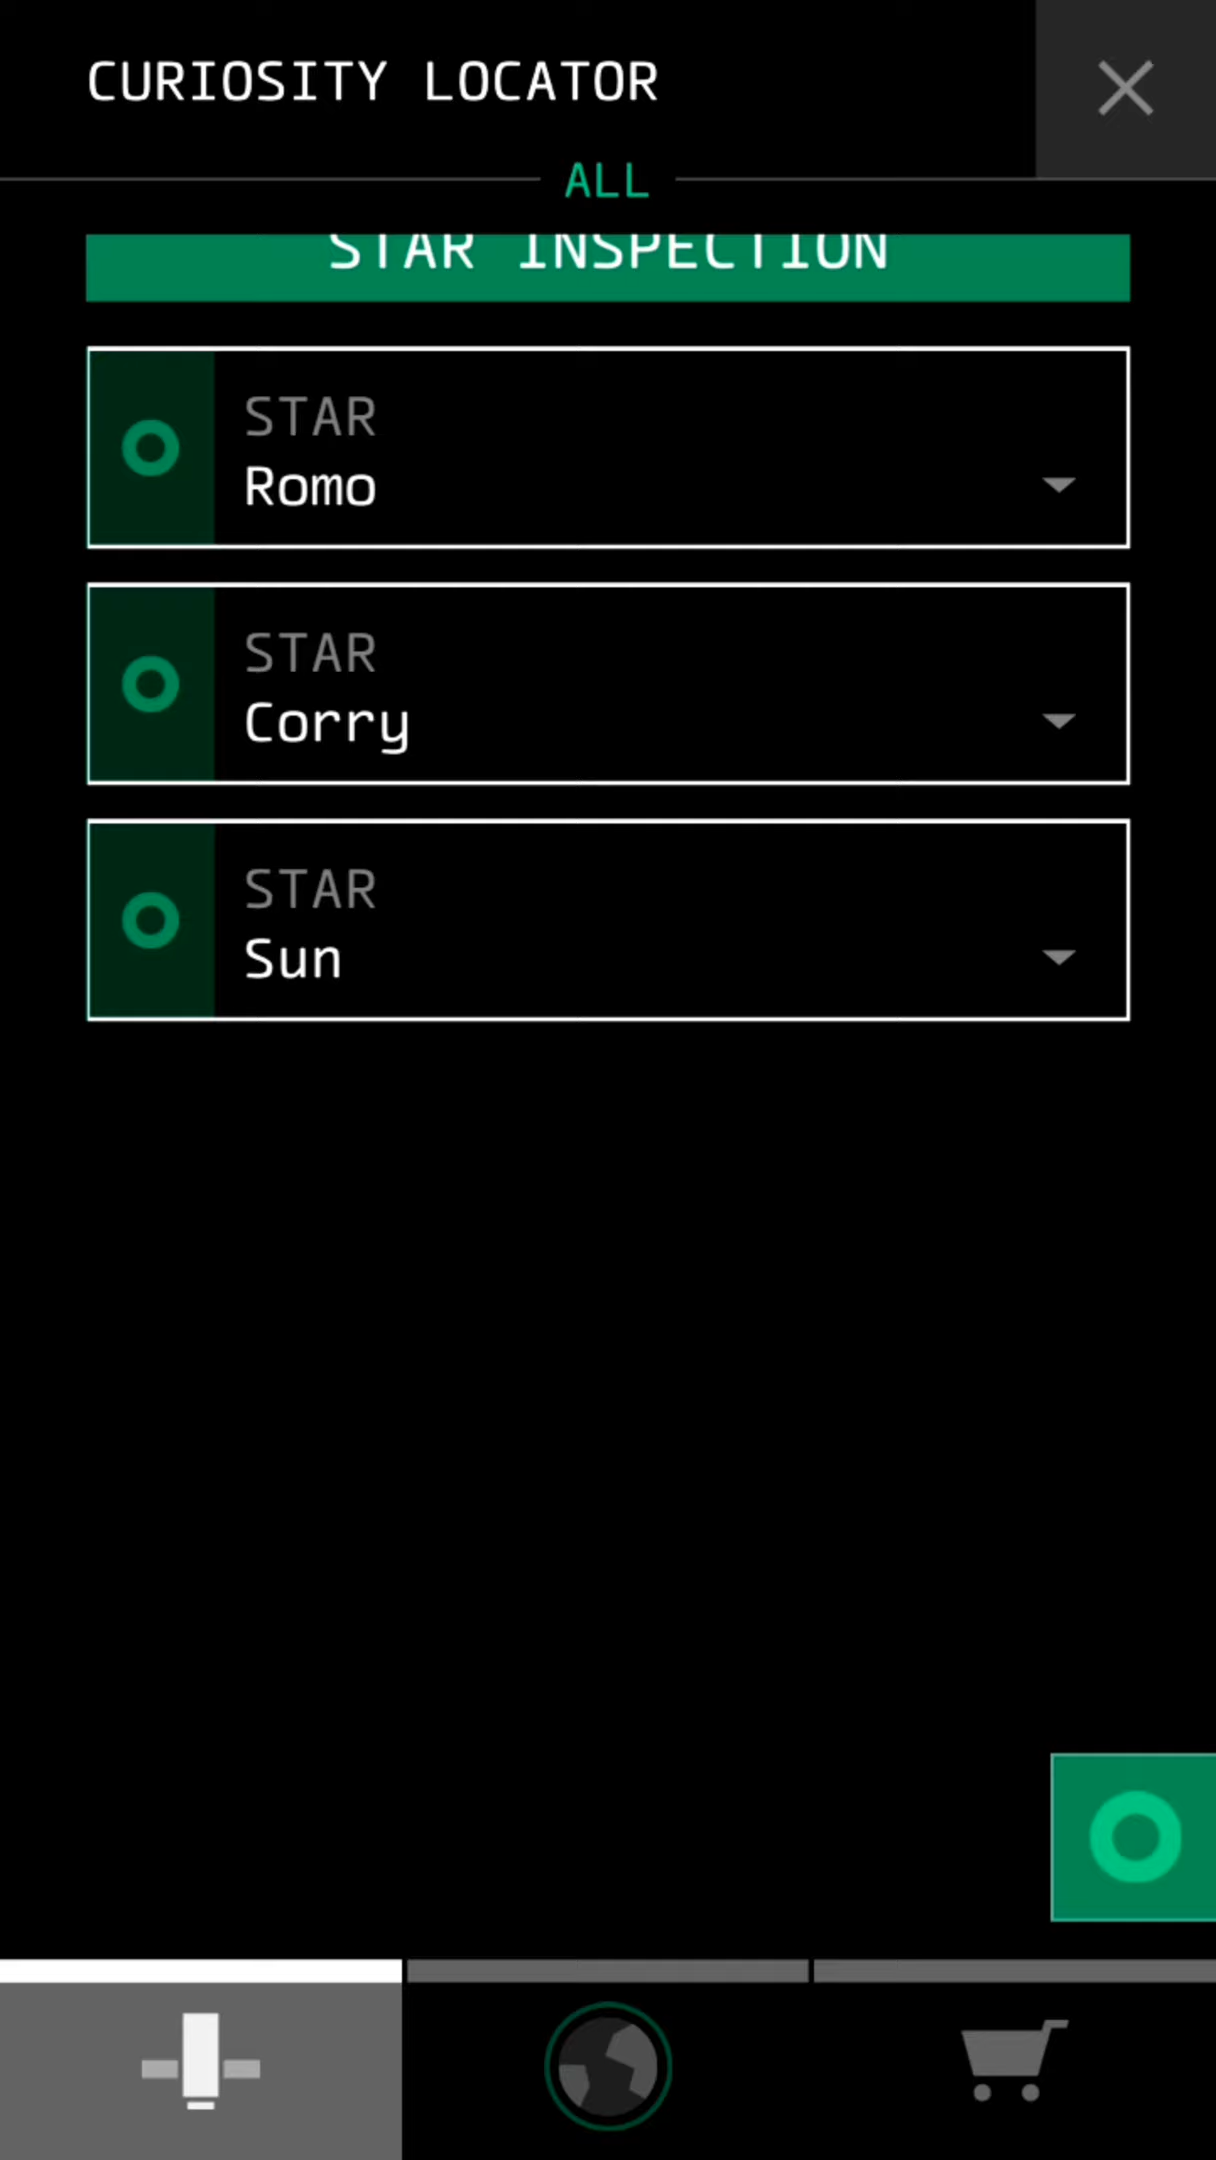 CURIOSITY LOCATOR
ALL
STAR INSPECTION
STAR
Romo
STAR
Corry
STAR
Sun